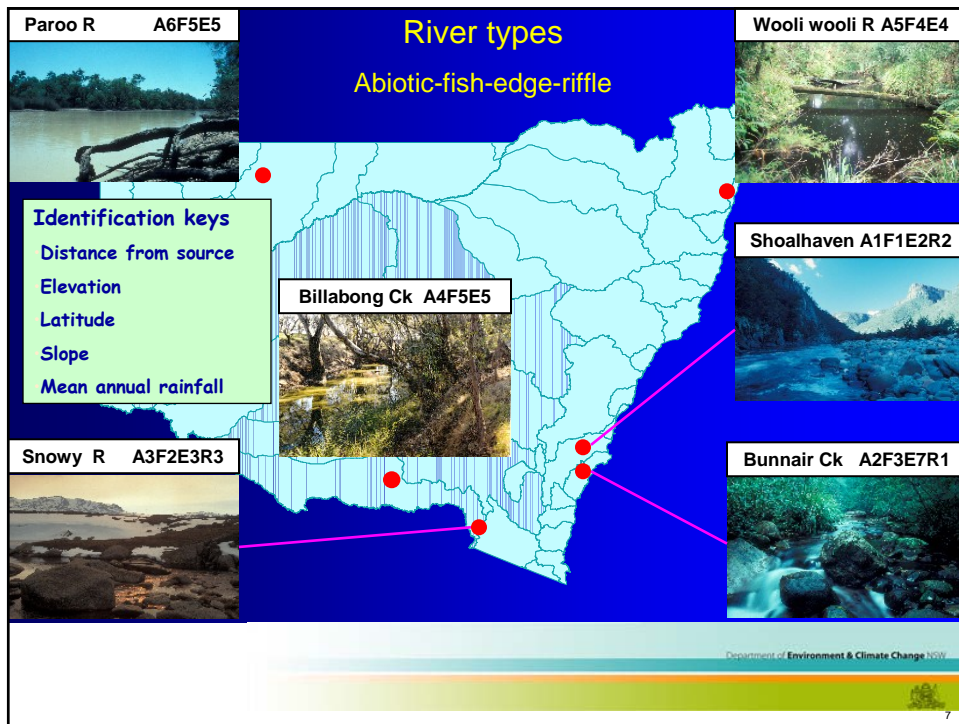 River types
Abiotic-fish-edge-riffle
Paroo R A6F5E5
Wooli wooli R A5F4E4
Identification keys
Distance from source
Elevation
Latitude
Slope
Mean annual rainfall
Billabong Ck A4F5E5
Shoalhaven A1F1E2R2
Snowy R A3F2E3R3
Bunnair Ck A2F3E7R1
Department of Environment & Climate Change NSW
7